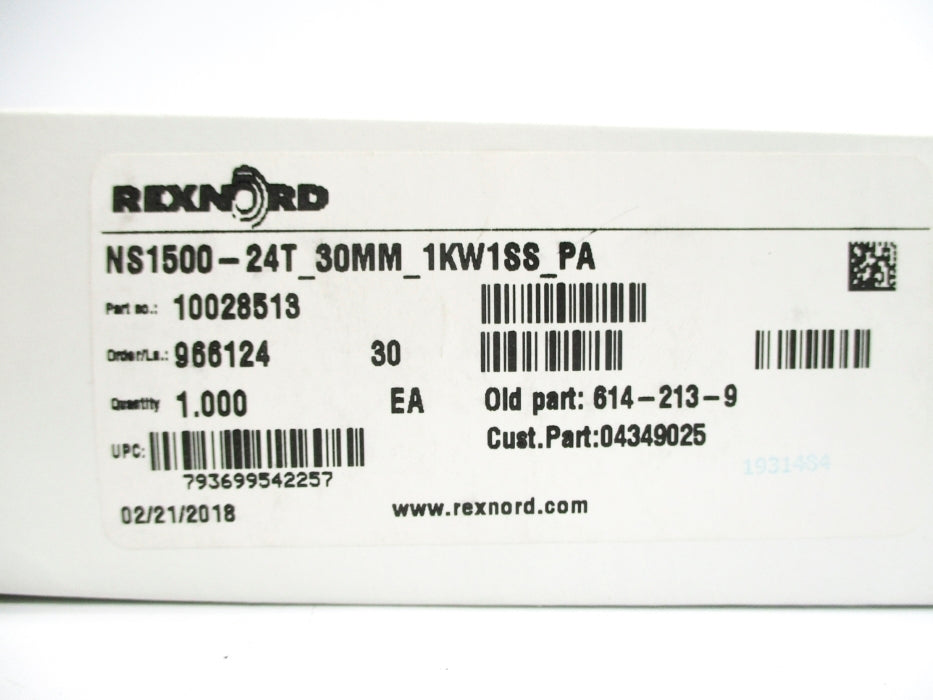 REXNORD
NS1500-24T_30MM_1KW1SS_PA
Part no.: 10028513
Order/Ln.: 966124 30
Quantity 1.000 EA
Old part: 614-213-9
Cust.Part:04349025
UPC:
793699542257
1931484
02/21/2018
www.rexnord.com